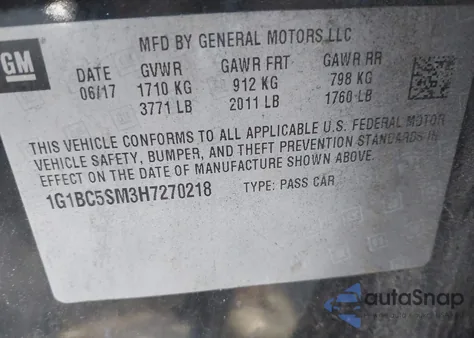 GM
MFD BY GENERAL MOTORS LLC
DATE GVWR GAWR FRT GAWR RR
06/17 1710 KG 912 KG 798 KG
3771 LB 2011 LB 1760 LB
THIS VEHICLE CONFORMS TO ALL APPLICABLE U.S. FEDERAL MOTOR
VEHICLE SAFETY, BUMPER, AND THEFT PREVENTION STANDARDS IN
EFFECT ON THE DATE OF MANUFACTURE SHOWN ABOVE.
1G1BC5SM3H7270218 TYPE: PASS CAR
autaSnap